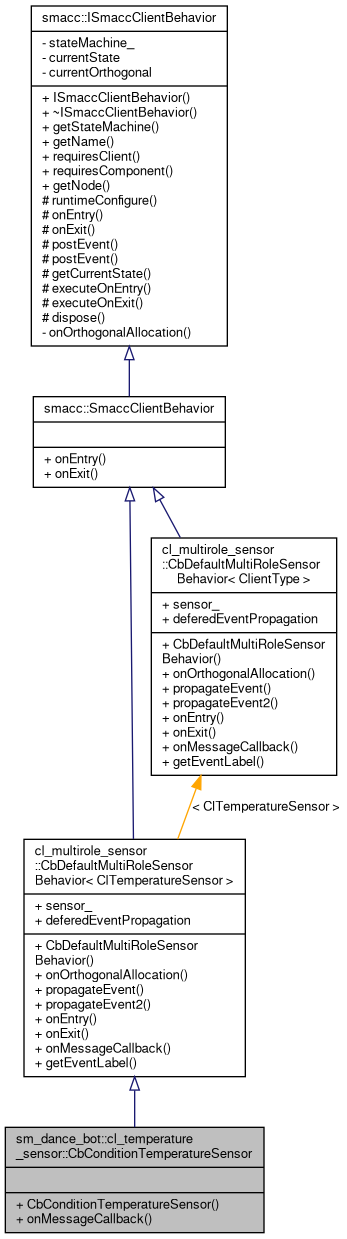 smacc::ISmaccClientBehavior
- stateMachine_
- currentState
- currentOrthogonal
+ ISmaccClientBehavior()
+ ~ISmaccClientBehavior()
+ getStateMachine()
+ getName()
+ requiresClient()
+ requiresComponent()
+ getNode()
# runtimeConfigure()
# onEntry()
# onExit()
# postEvent()
# postEvent()
# getCurrentState()
# executeOnEntry()
# executeOnExit()
# dispose()
- onOrthogonalAllocation()
smacc::SmaccClientBehavior
+ onEntry()
+ onExit()
cl_multirole_sensor
::CbDefaultMultiRoleSensor
Behavior< ClientType >
+ sensor_
+ deferedEventPropagation
+ CbDefaultMultiRoleSensor
Behavior()
+ onOrthogonalAllocation()
+ propagateEvent()
+ propagateEvent2()
+ onEntry()
+ onExit()
+ onMessageCallback()
+ getEventLabel()
< ClTemperatureSensor >
cl_multirole_sensor
::CbDefaultMultiRoleSensor
Behavior< ClTemperatureSensor >
+ sensor_
+ deferedEventPropagation
+ CbDefaultMultiRoleSensor
Behavior()
+ onOrthogonalAllocation()
+ propagateEvent()
+ propagateEvent2()
+ onEntry()
+ onExit()
+ onMessageCallback()
+ getEventLabel()
sm_dance_bot::cl_temperature
_sensor::CbConditionTemperatureSensor
+ CbConditionTemperatureSensor()
+ onMessageCallback()